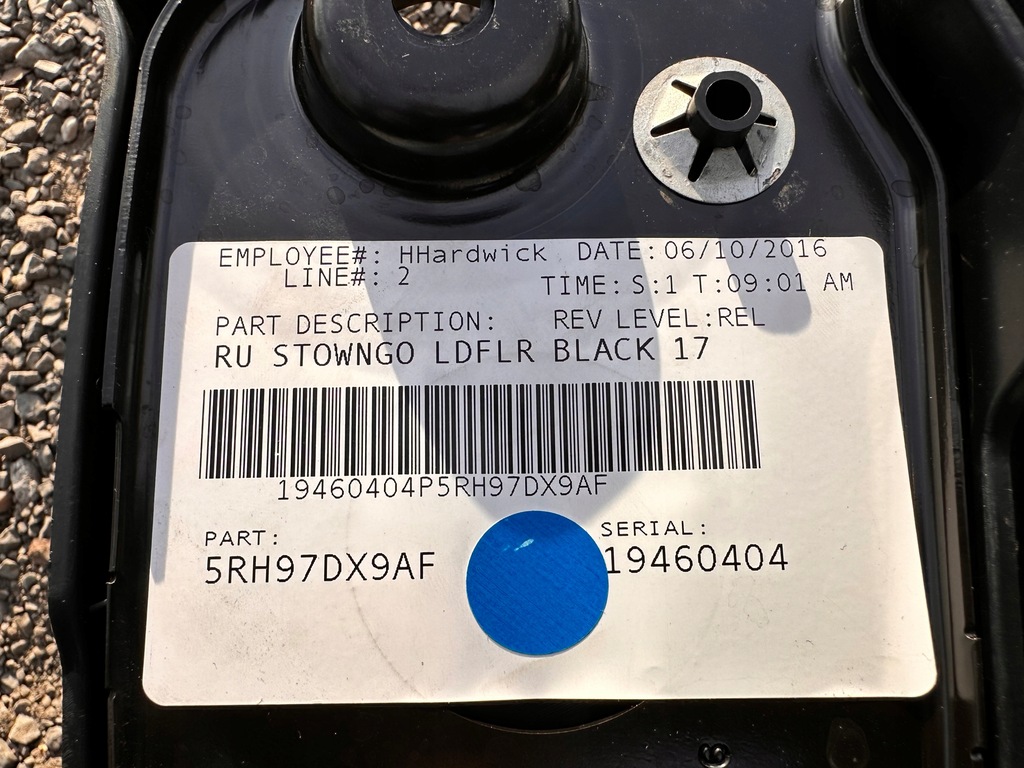 EMPLOYEE#: HHardwick DATE: 06/10/2016
LINE#: 2 TIME: S:1 T:09:01 AM
PART DESCRIPTION: REV LEVEL:REL
RU STOWNGO LDFLR BLACK 17
19460404P5RH97DX9AF
PART: SERIAL:
5RH97DX9AF 19460404